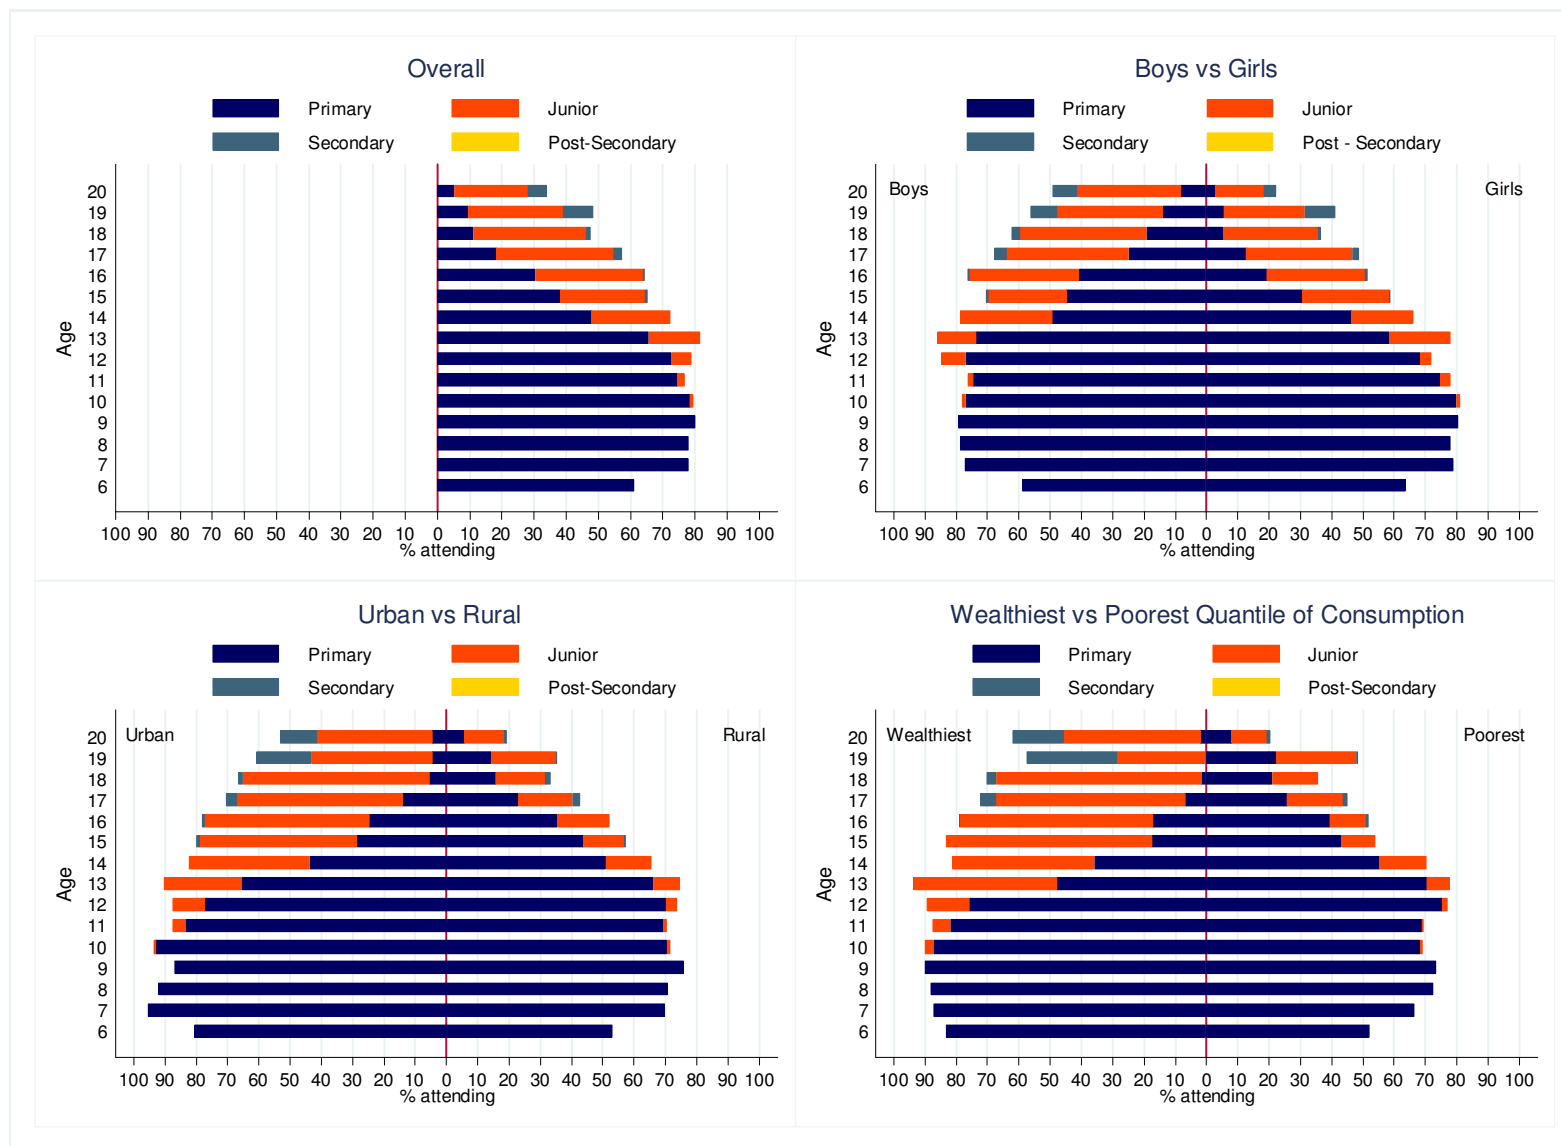 Overall
Primary Junior
Secondary Post-Secondary
20
19
18
17
16
15
14
13
12
11
10
9
8
7
6
Age
100 90 80 70 60 50 40 30 20 10 0 10 20 30 40 50 60 70 80 90 100
% attending
Boys vs Girls
Primary Junior
Secondary Post - Secondary
Boys Girls
20
19
18
17
16
15
14
13
12
11
10
9
8
7
6
Age
100 90 80 70 60 50 40 30 20 10 0 10 20 30 40 50 60 70 80 90 100
% attending
Urban vs Rural
Primary Junior
Secondary Post-Secondary
Urban Rural
20
19
18
17
16
15
14
13
12
11
10
9
8
7
6
Age
100 90 80 70 60 50 40 30 20 10 0 10 20 30 40 50 60 70 80 90 100
% attending
Wealthiest vs Poorest Quantile of Consumption
Primary Junior
Secondary Post-Secondary
Wealthiest Poorest
20
19
18
17
16
15
14
13
12
11
10
9
8
7
6
Age
100 90 80 70 60 50 40 30 20 10 0 10 20 30 40 50 60 70 80 90 100
% attending